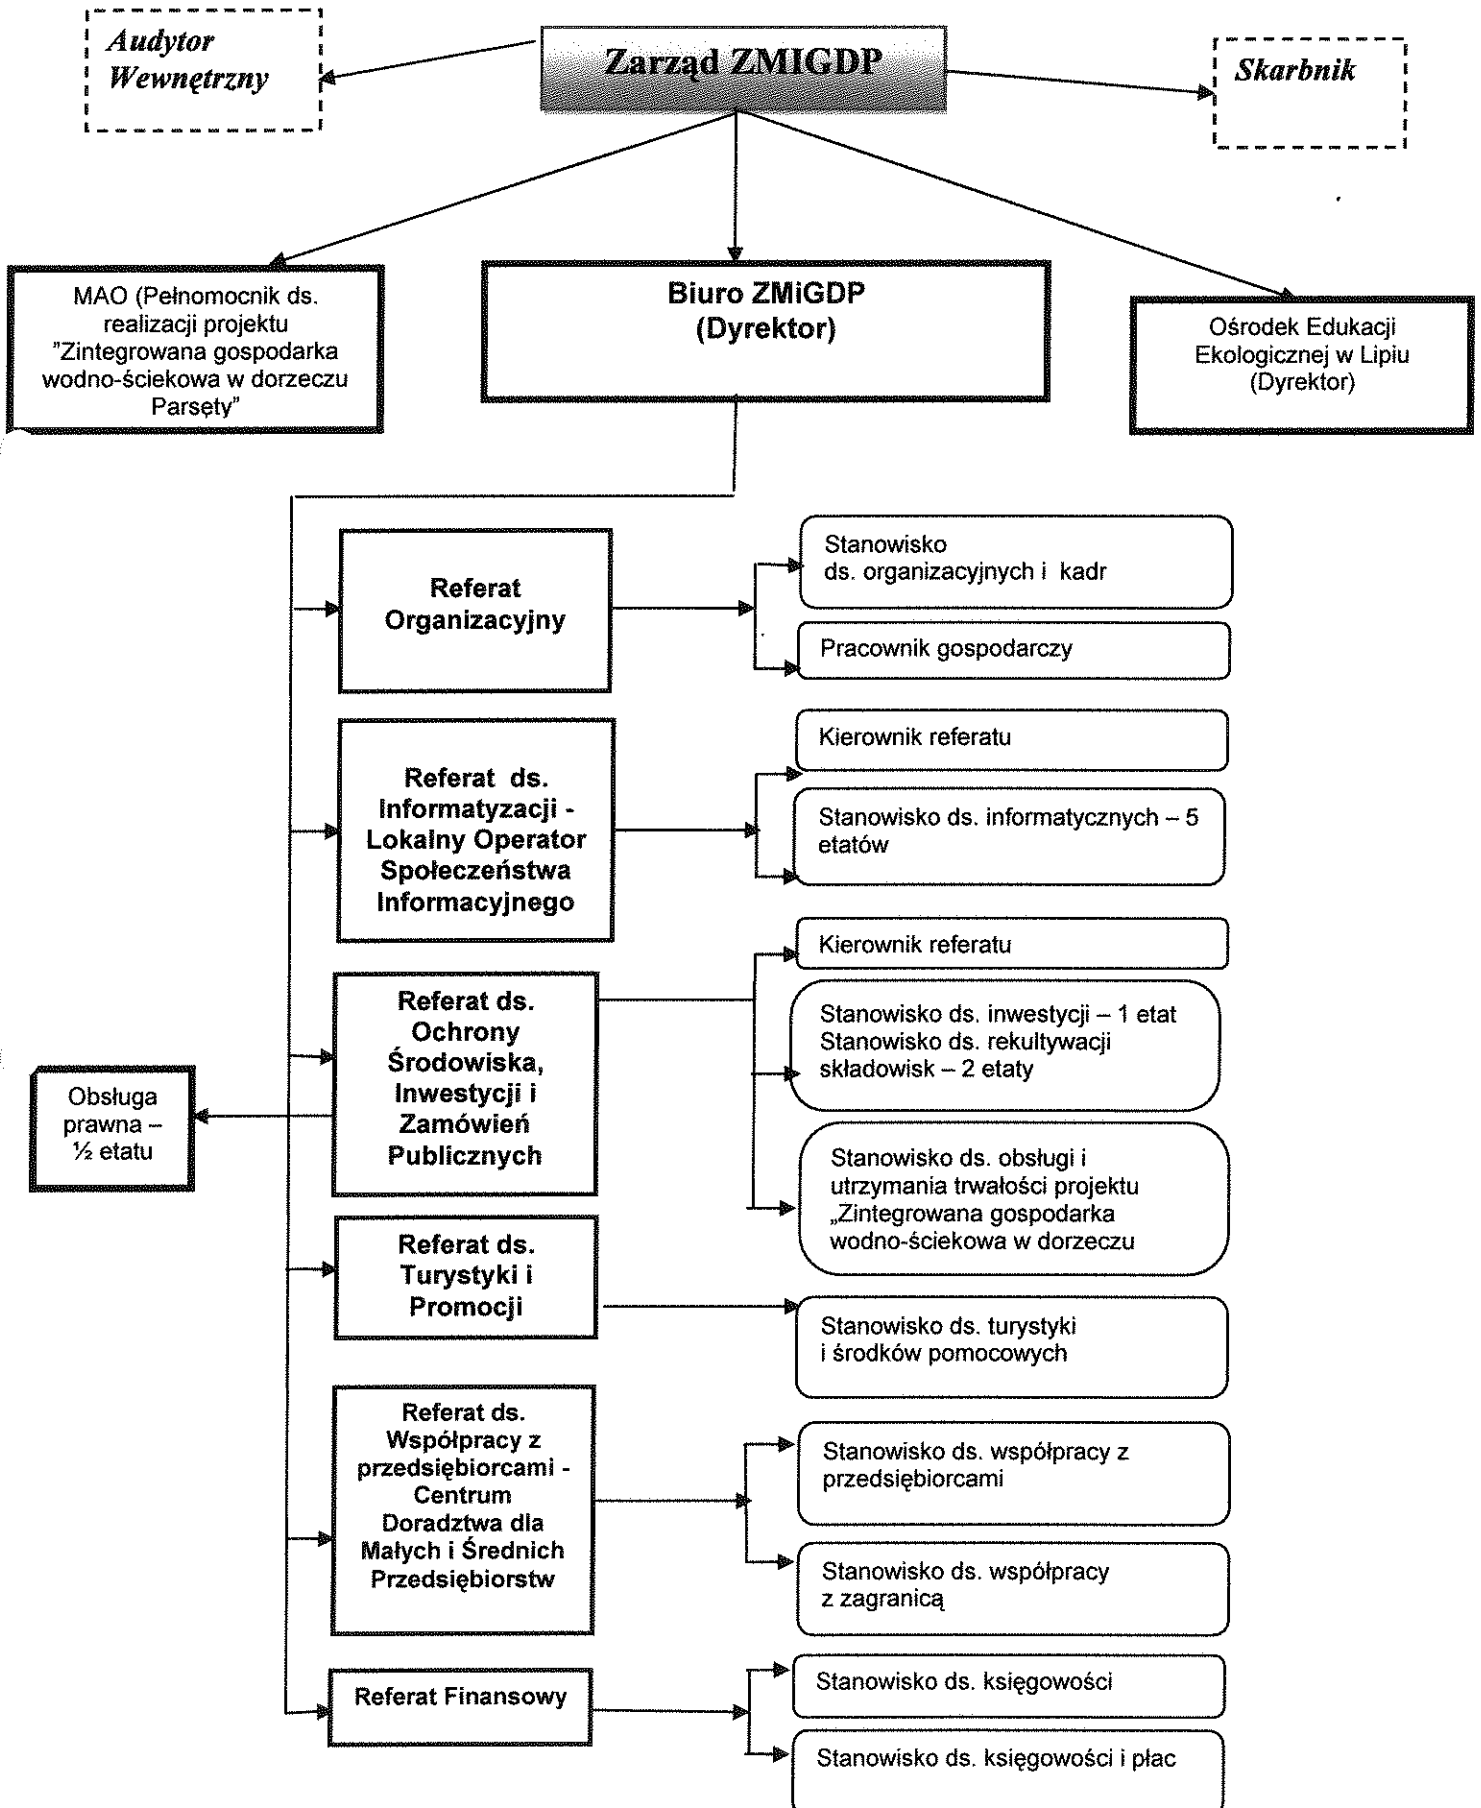 Audytor
Wewnętrzny
Zarząd ZMIGDP
Skarbnik
MAO (Pełnomocnik ds.
realizacji projektu
”Zintegrowana gospodarka
wodno-ściekowa w dorzeczu
Parsęty”
Biuro ZMiGDP
(Dyrektor)
Ośrodek Edukacji
Ekologicznej w Lipiu
(Dyrektor)
Referat
Organizacyjny
Stanowisko
ds. organizacyjnych i kadr
Pracownik gospodarczy
Referat ds.
Informatyzacji -
Lokalny Operator
Społeczeństwa
Informacyjnego
Kierownik referatu
Stanowisko ds. informatycznych – 5
etatów
Referat ds.
Ochrony
Środowiska,
Inwestycji i
Zamówień
Publicznych
Kierownik referatu
Stanowisko ds. inwestycji – 1 etat
Stanowisko ds. rekultywacji
składowisk – 2 etaty
Stanowisko ds. obsługi i
utrzymania trwałości projektu
„Zintegrowana gospodarka
wodno-ściekowa w dorzeczu
Obsługa
prawna –
½ etatu
Referat ds.
Turystyki i
Promocji
Stanowisko ds. turystyki
i środków pomocowych
Referat ds.
Współpracy z
przedsiębiorcami -
Centrum
Doradztwa dla
Małych i Średnich
Przedsiębiorstw
Stanowisko ds. współpracy z
przedsiębiorcami
Stanowisko ds. współpracy
z zagranicą
Referat Finansowy
Stanowisko ds. księgowości
Stanowisko ds. księgowości i płac